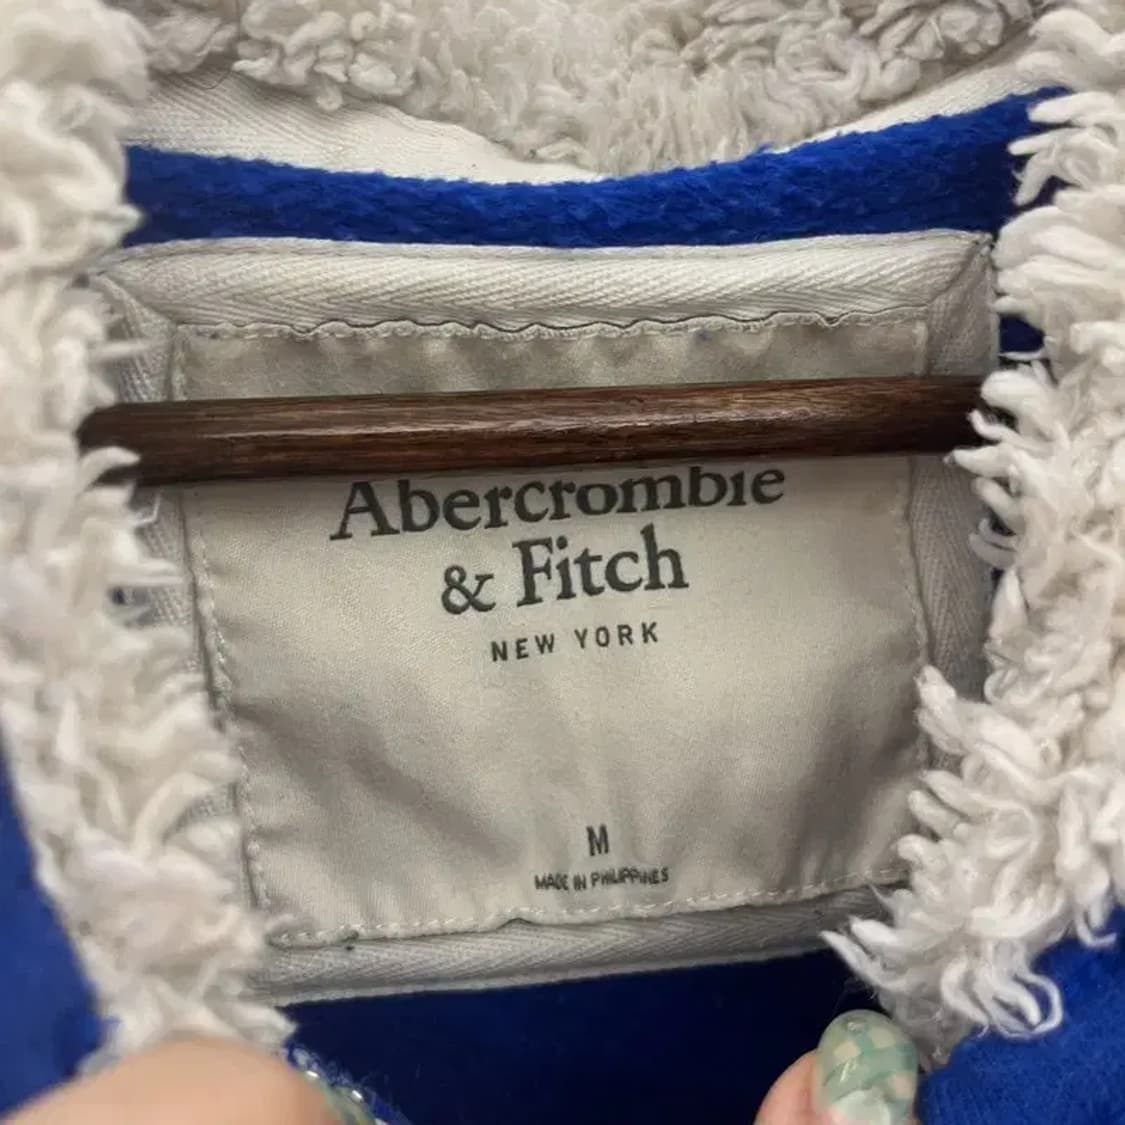 Abercrombie
& Fitch
NEW YORK
M
MADE IN PHILIPPINES